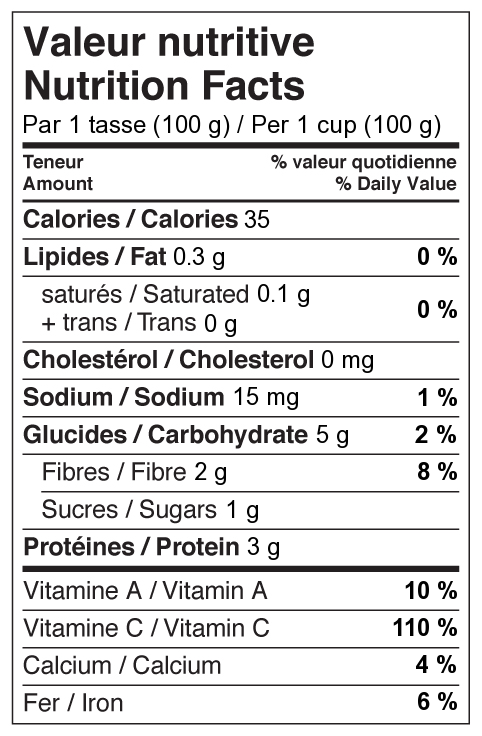 Valeur nutritive
Nutrition Facts
Par 1 tasse (100 g) / Per 1 cup (100 g)
Teneur % valeur quotidienne
Amount % Daily Value
Calories / Calories 35
Lipides / Fat 0.3 g 0 %
saturés / Saturated 0.1 g
+ trans / Trans 0 g 0 %
Cholestérol / Cholesterol 0 mg
Sodium / Sodium 15 mg 1 %
Glucides / Carbohydrate 5 g 2 %
Fibres / Fibre 2 g 8 %
Sucres / Sugars 1 g
Protéines / Protein 3 g
Vitamine A / Vitamin A 10 %
Vitamine C / Vitamin C 110 %
Calcium / Calcium 4 %
Fer / Iron 6 %